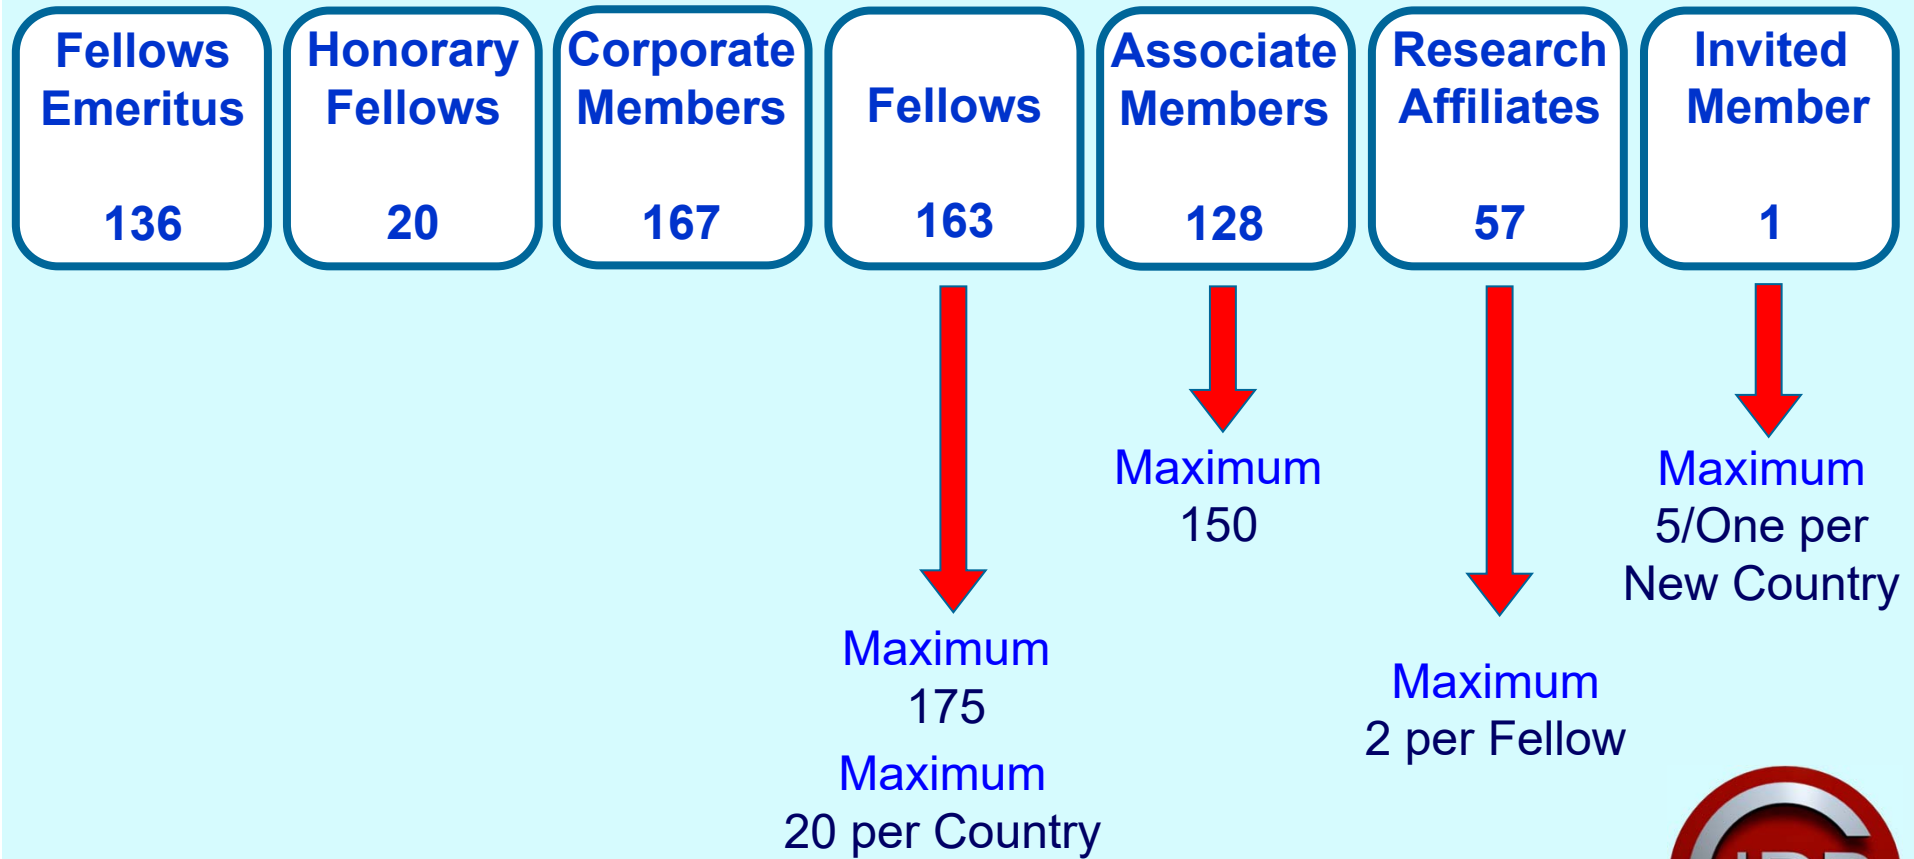 Fellows
Emeritus
136
Honorary
Fellows
20
Corporate
Members
167
Fellows
163
Associate
Members
128
Research
Affiliates
57
Invited
Member
1
Maximum
175
Maximum
20 per Country
Maximum
150
Maximum
2 per Fellow
Maximum
5/One per
New Country